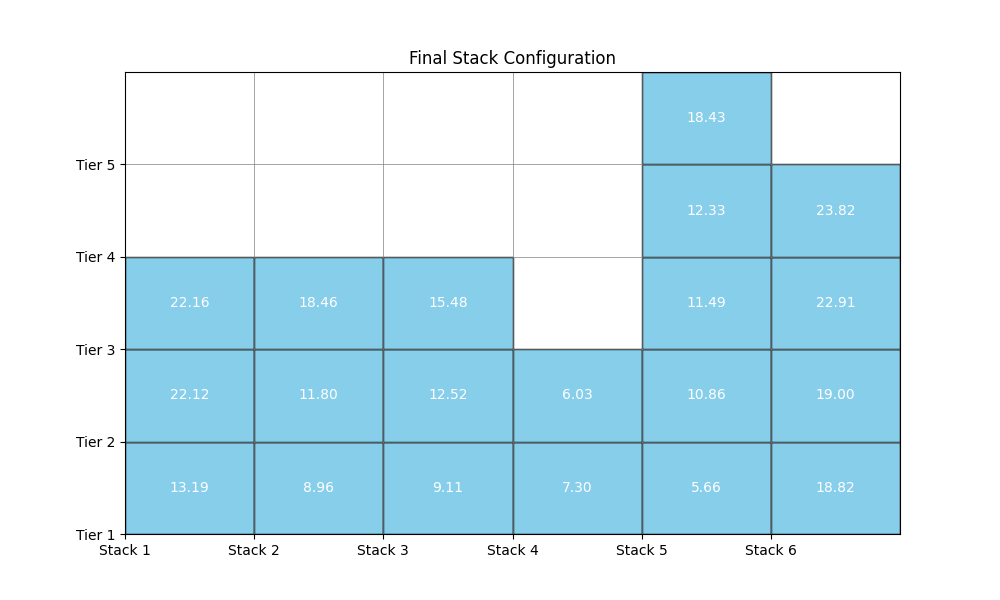 Final Stack Configuration
18.43
Tier 5
12.33 23.82
Tier 4
22.16 18.46 15.48 11.49 22.91
Tier 3
22.12 11.80 12.52 6.03 10.86 19.00
Tier 2
13.19 8.96 9.11 7.30 5.66 18.82
Tier 1
Stack 1 Stack 2 Stack 3 Stack 4 Stack 5 Stack 6